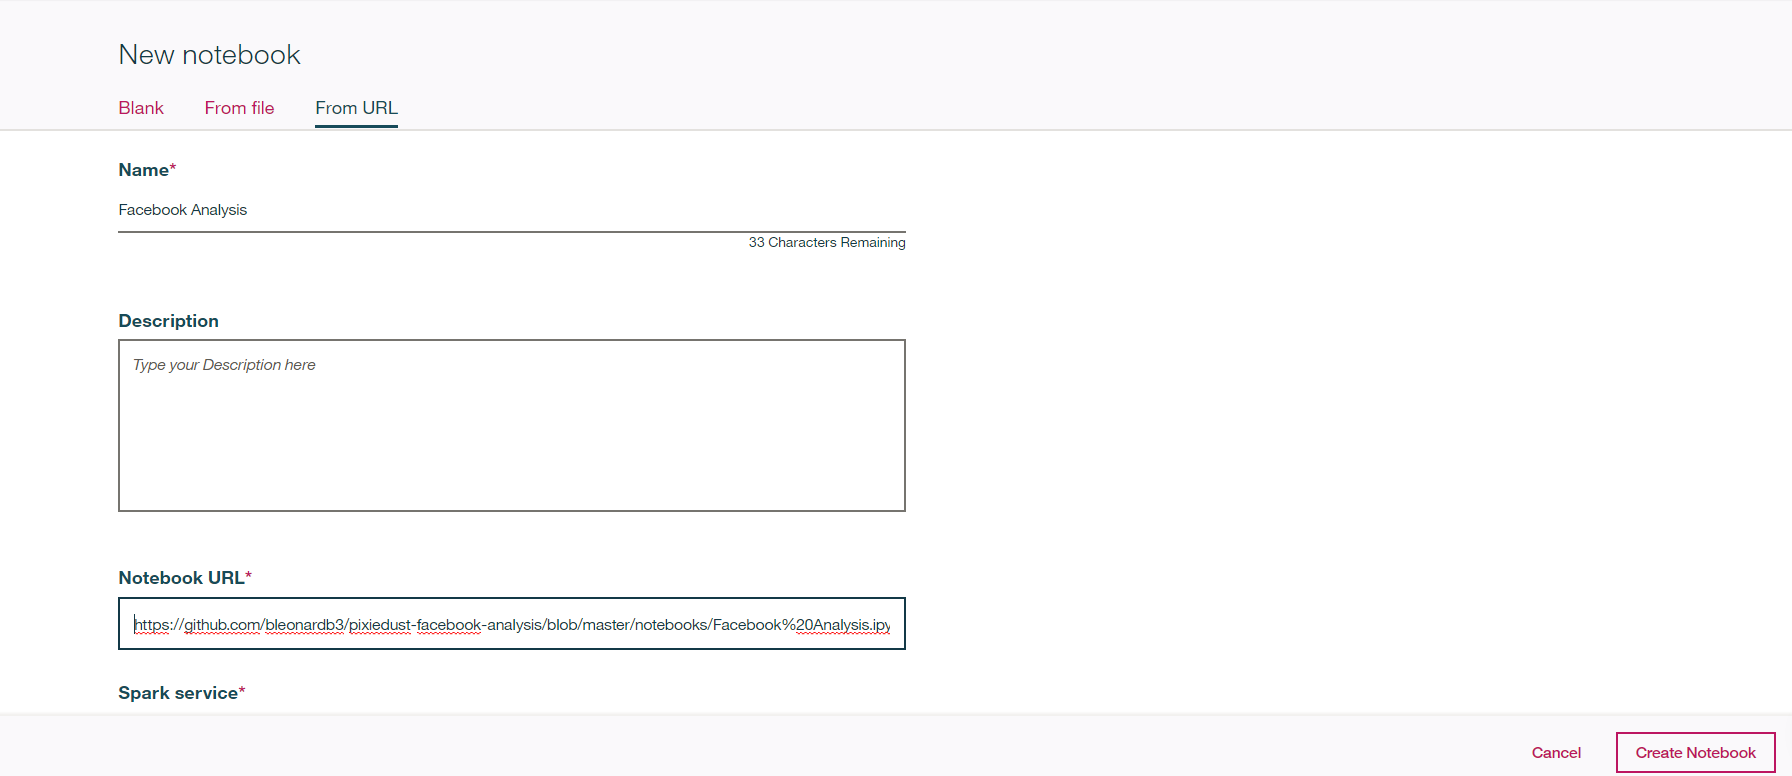 New notebook
Blank From file From URL
Name*
Facebook Analysis
33 Characters Remaining
Description
Type your Description here
Notebook URL*
https://github.com/bleonardb3/pixiedust-facebook-analysis/blob/master/notebooks/Facebook%20Analysis.ipy
Spark service*
Cancel Create Notebook